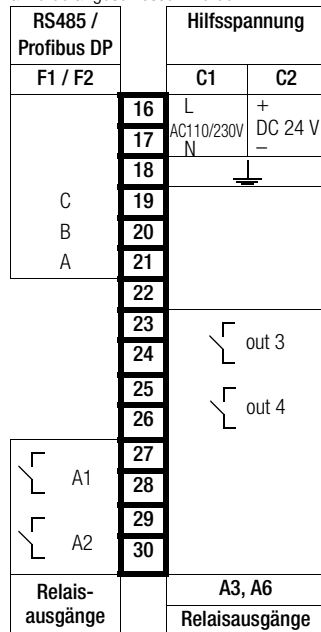 RS485 / Hilfsspannung
Profibus DP
F1 / F2 C1 C2
16 L +
17 AC110/230V DC 24 V
N –
18
C 19
B 20
A 21
22
23
out 3
24
25
out 4
26
27
A1
28
29
A2
30
Relais- A3, A6
ausgänge Relaisausgänge